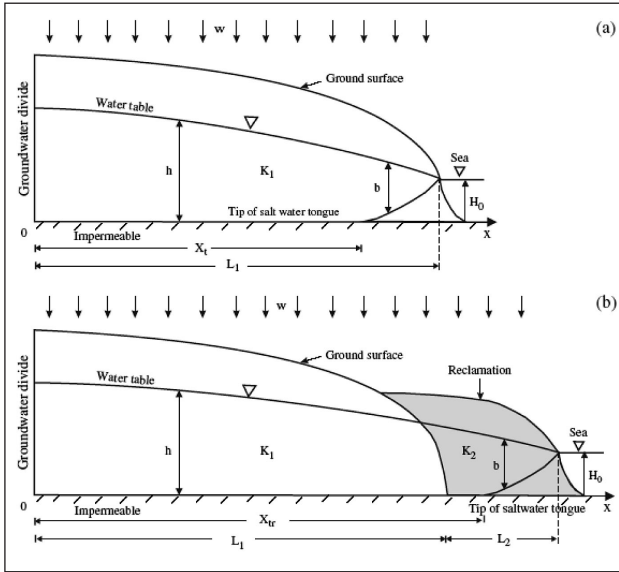 w
(a)
Ground surface
Groundwater divide
Water table
Sea
h
K₁
b
H₀
Tip of salt water tongue
0
Impermeable
x
Xₜ
L₁
w
(b)
Ground surface
Reclamation
Groundwater divide
Water table
Sea
h
K₁
K₂
b
H₀
0
Impermeable
Tip of saltwater tongue
x
Xₜᵣ
L₁
L₂